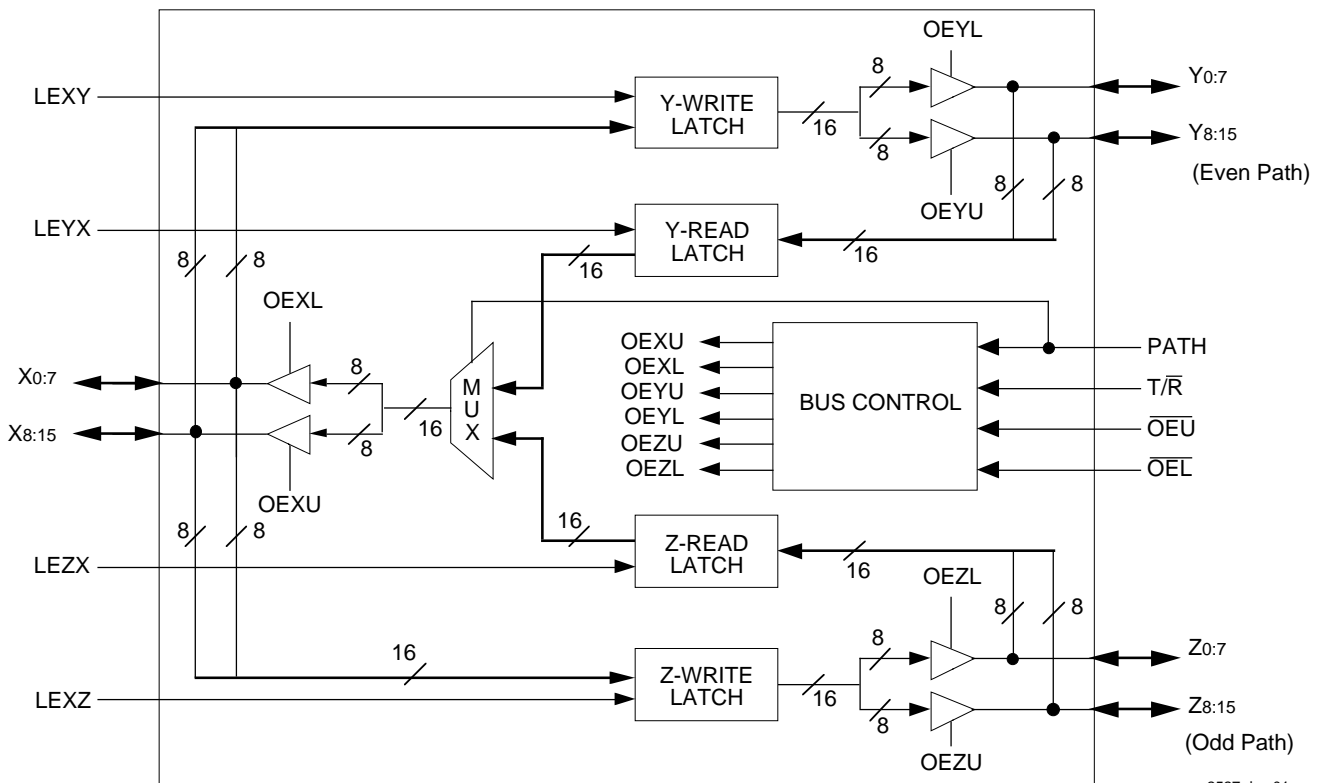 OEYL
8
Y0:7
LEXY
Y-WRITE
LATCH
16
8
Y8:15
(Even Path)
8
8
OEYU
LEYX
Y-READ
LATCH
16
16
8
8
OEXL
OEXU
OEXL
OEYU
OEYL
OEZU
OEZL
BUS CONTROL
PATH
T/R̅
O̅E̅U̅
O̅E̅L̅
X0:7
8
MUX
16
X8:15
8
OEXU
8
8
16
Z-READ
LATCH
16
LEZX
OEZL
8
8
16
8
Z0:7
Z-WRITE
LATCH
16
LEXZ
8
Z8:15
(Odd Path)
OEZU